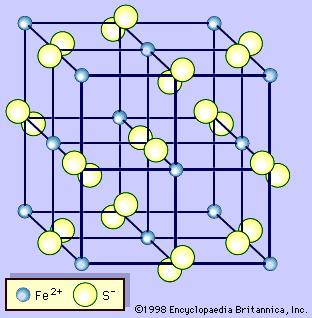 Fe²⁺ S⁻
©1998 Encyclopaedia Britannica, Inc.